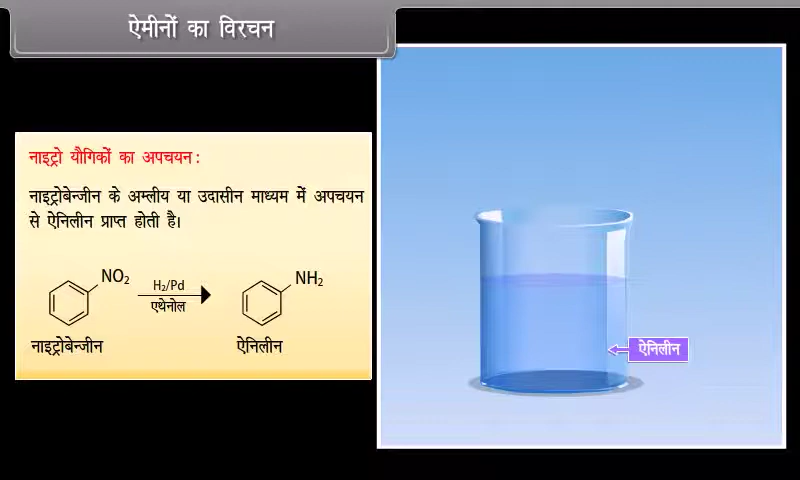 ऐमीनों का विरचन
नाइट्रो यौगिकों का अपचयन :
नाइट्रोबेन्जीन के अम्लीय या उदासीन माध्यम में अपचयन
से ऐनिलीन प्राप्त होती है।
NO₂ H₂/Pd NH₂
एथेनोल
नाइट्रोबेन्जीन ऐनिलीन
ऐनिलीन